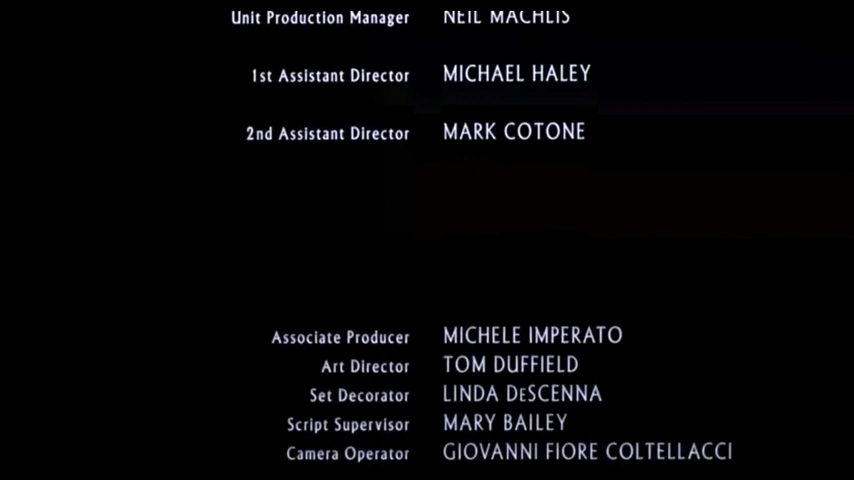 Unit Production Manager NEIL MACHLIS
1st Assistant Director MICHAEL HALEY
2nd Assistant Director MARK COTONE
Associate Producer MICHELE IMPERATO
Art Director TOM DUFFIELD
Set Decorator LINDA DeSCENNA
Script Supervisor MARY BAILEY
Camera Operator GIOVANNI FIORE COLTELLACCI